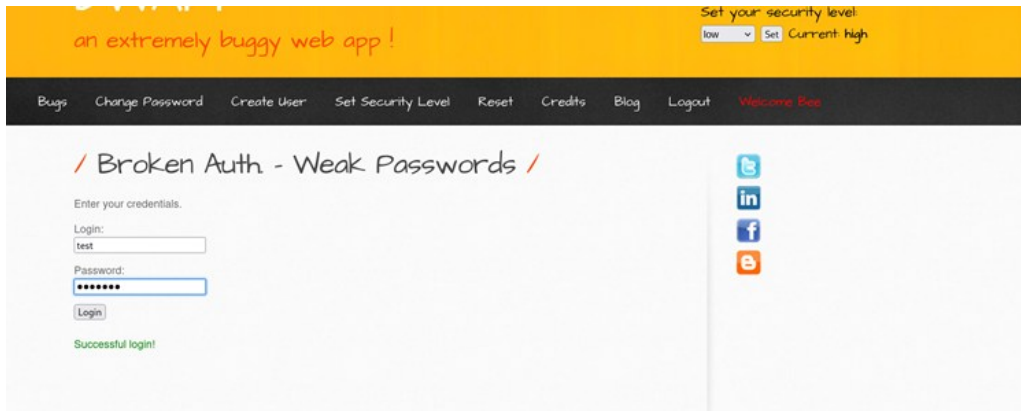 Set your security level:
an extremely buggy web app !
low Set Current: high
Bugs Change Password Create User Set Security Level Reset Credits Blog Logout Welcome Bee
/ Broken Auth. - Weak Passwords /
Enter your credentials.
Login:
test
Password:
•••••••
Login
Successful login!